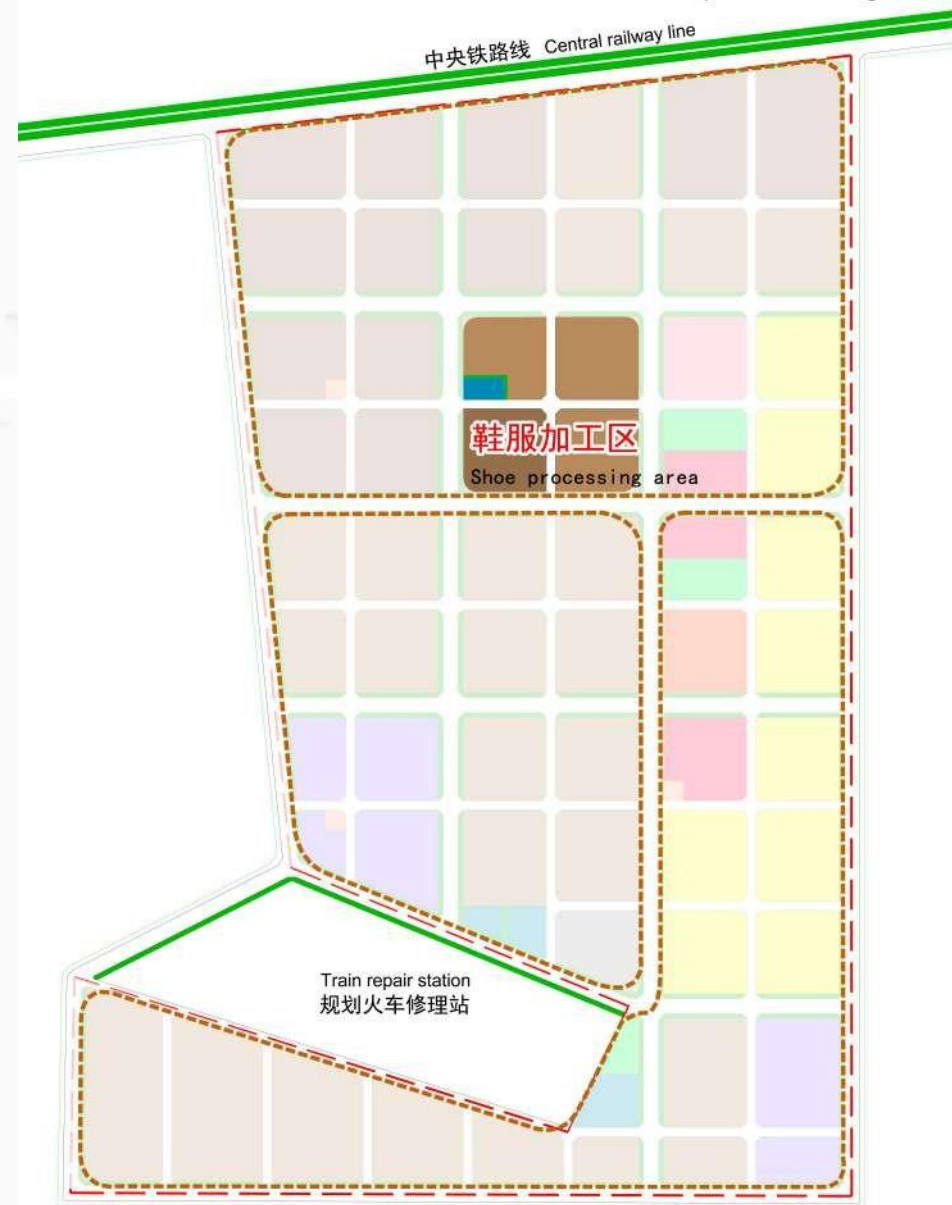 中央铁路线 Central railway line
鞋服加工区
Shoe processing area
Train repair station
规划火车修理站